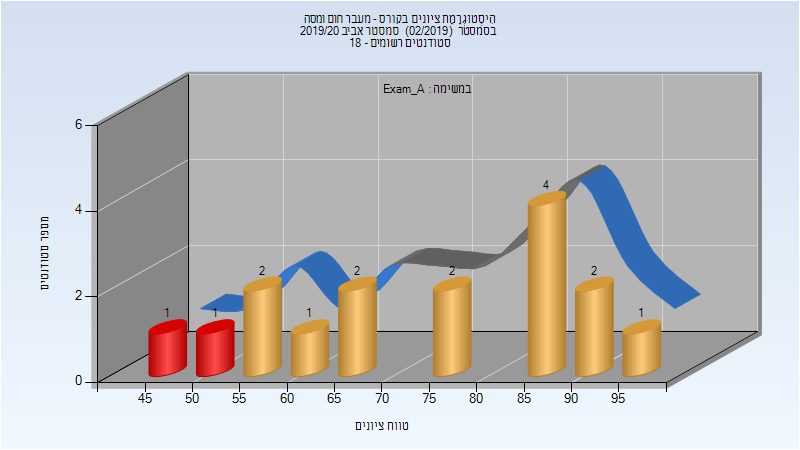 היסטוגרמת ציונים בקורס - מעבר חום ומסה
בסמסטר (02/2019) סמסטר אביב 2019/20
סטודנטים רשומים - 18
במשימה : Exam_A
מספר סטודנטים
6
4
2
0
1 1 2 1 2 2 4 2 1
45 50 55 60 65 70 75 80 85 90 95
טווח ציונים